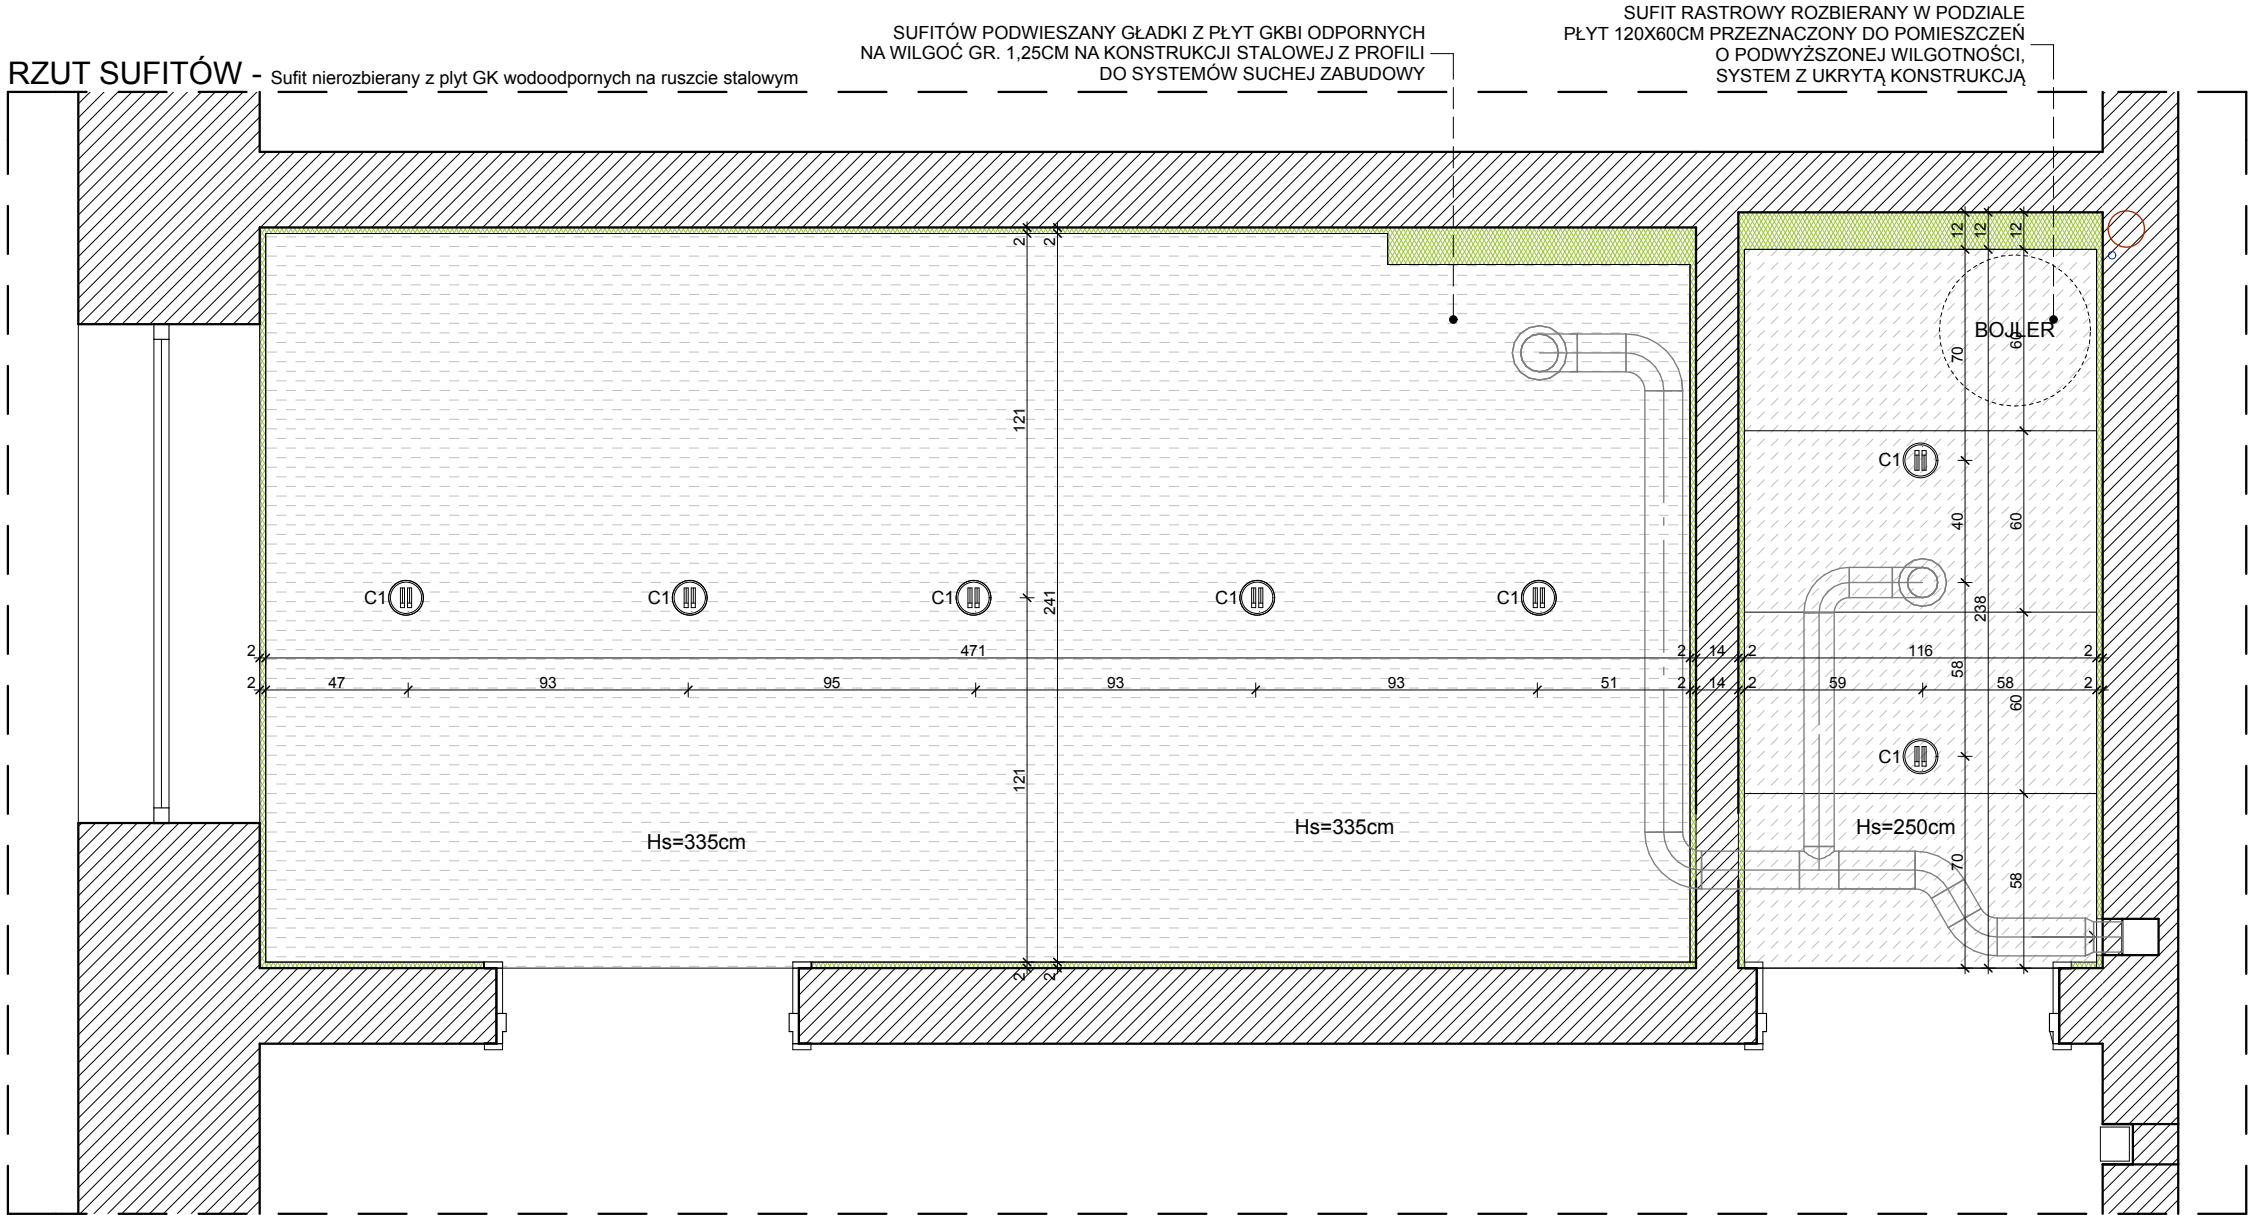 SUFITÓW PODWIESZANY GŁADKI Z PŁYT GKBI ODPORNYCH
NA WILGOĆ GR. 1,25CM NA KONSTRUKCJI STALOWEJ Z PROFILI
DO SYSTEMÓW SUCHEJ ZABUDOWY
SUFIT RASTROWY ROZBIERANY W PODZIALE
PŁYT 120X60CM PRZEZNACZONY DO POMIESZCZEŃ
O PODWYŻSZONEJ WILGOTNOŚCI,
SYSTEM Z UKRYTĄ KONSTRUKCJĄ
RZUT SUFITÓW - Sufit nierozbierany z plyt GK wodoodpornych na ruszcie stalowym
2 2
12 12 12
BOJLER
70 60
121
C1
40 60
C1 C1 C1 C1 C1
241
238
2 471 2 14 2 116 2
58
2 47 93 95 93 93 51 2 14 2 59 58 2
60
C1
121
Hs=335cm
Hs=335cm
Hs=250cm
70
58
2 2